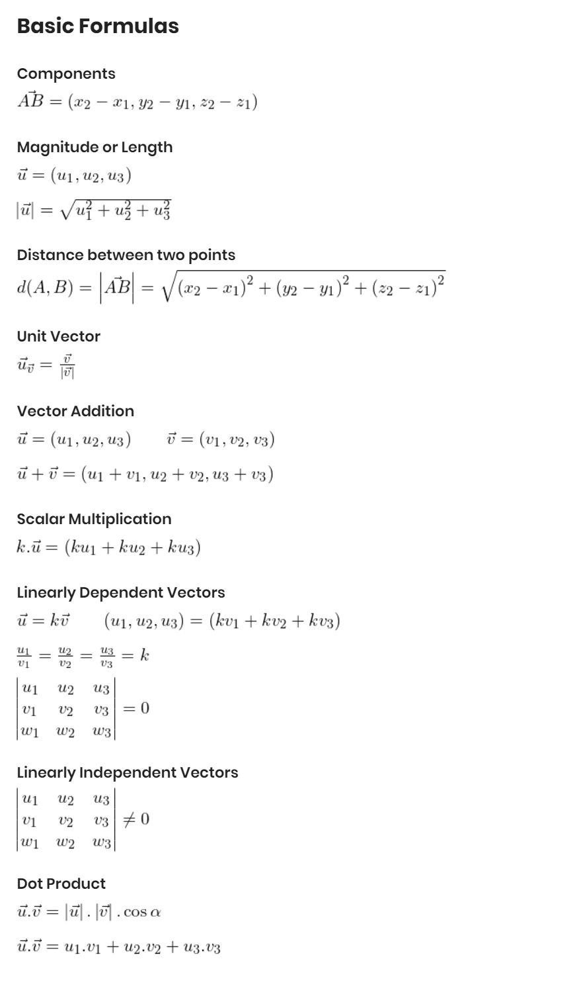 Basic Formulas
Components
$\vec{AB} = (x_2 - x_1, y_2 - y_1, z_2 - z_1)$
Magnitude or Length
$\vec{u} = (u_1, u_2, u_3)$
$|\vec{u}| = \sqrt{u_1^2 + u_2^2 + u_3^2}$
Distance between two points
$d(A, B) = \left|\vec{AB}\right| = \sqrt{(x_2 - x_1)^2 + (y_2 - y_1)^2 + (z_2 - z_1)^2}$
Unit Vector
$\vec{u}_{\vec{v}} = \frac{\vec{v}}{|\vec{v}|}$
Vector Addition
$\vec{u} = (u_1, u_2, u_3) \qquad \vec{v} = (v_1, v_2, v_3)$
$\vec{u} + \vec{v} = (u_1 + v_1, u_2 + v_2, u_3 + v_3)$
Scalar Multiplication
$k.\vec{u} = (ku_1 + ku_2 + ku_3)$
Linearly Dependent Vectors
$\vec{u} = k\vec{v} \qquad (u_1, u_2, u_3) = (kv_1 + kv_2 + kv_3)$
$\frac{u_1}{v_1} = \frac{u_2}{v_2} = \frac{u_3}{v_3} = k$
$\begin{vmatrix} u_1 & u_2 & u_3 \\ v_1 & v_2 & v_3 \\ w_1 & w_2 & w_3 \end{vmatrix} = 0$
Linearly Independent Vectors
$\begin{vmatrix} u_1 & u_2 & u_3 \\ v_1 & v_2 & v_3 \\ w_1 & w_2 & w_3 \end{vmatrix} \neq 0$
Dot Product
$\vec{u}.\vec{v} = |\vec{u}| . |\vec{v}| . \cos \alpha$
$\vec{u}.\vec{v} = u_1.v_1 + u_2.v_2 + u_3.v_3$